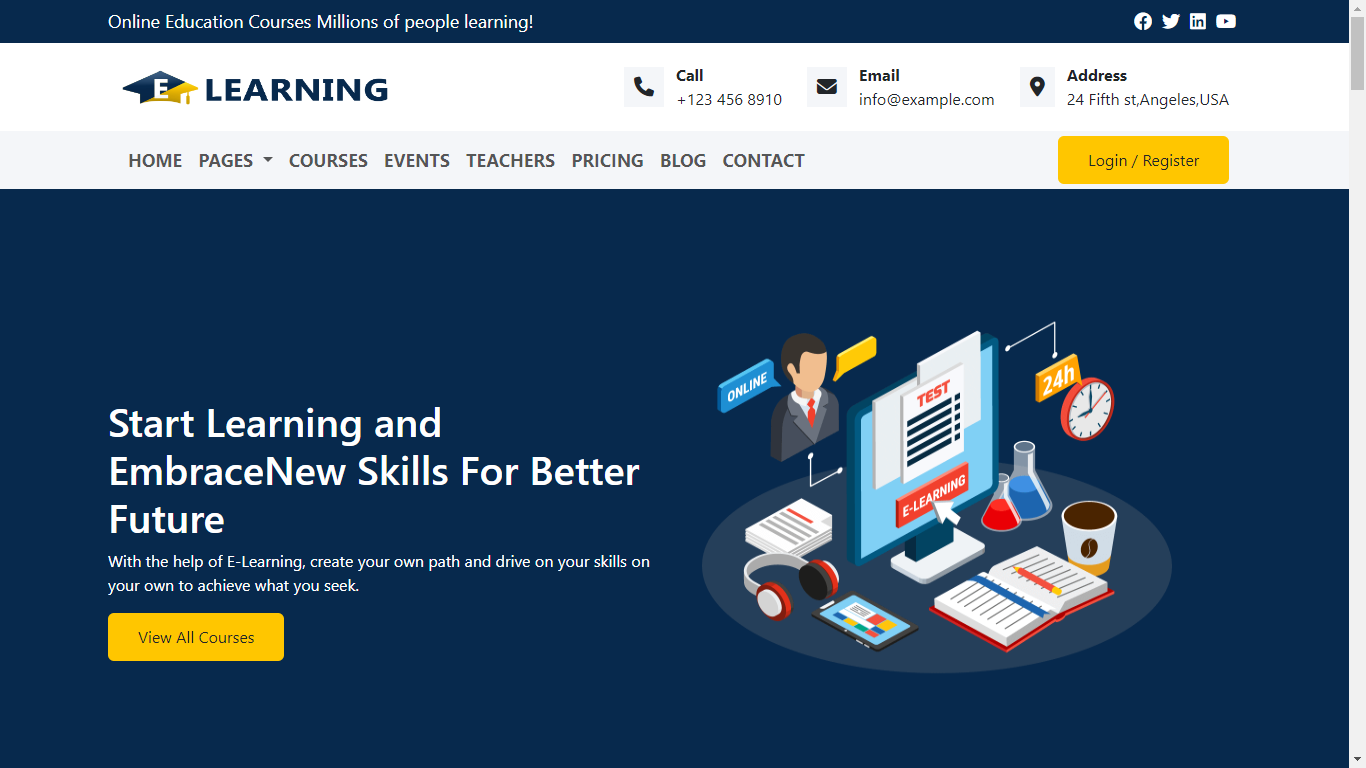 Online Education Courses Millions of people learning!
E LEARNING
Call
+123 456 8910
Email
info@example.com
Address
24 Fifth st,Angeles,USA
HOME PAGES COURSES EVENTS TEACHERS PRICING BLOG CONTACT
Login / Register
Start Learning and
EmbraceNew Skills For Better
Future
With the help of E-Learning, create your own path and drive on your skills on
your own to achieve what you seek.
View All Courses
ONLINE
TEST
24h
E-LEARNING